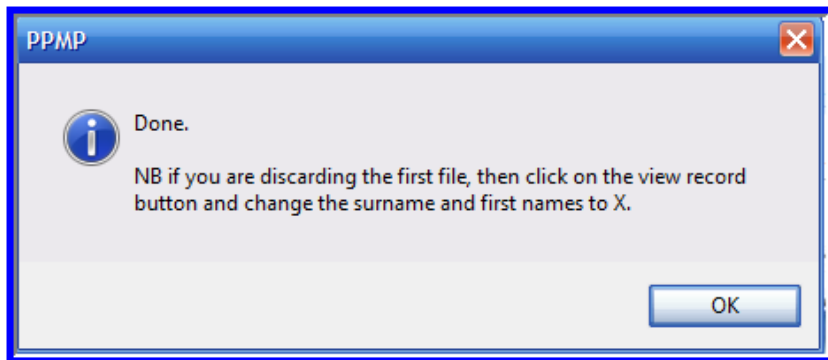 PPMP
Done.
NB if you are discarding the first file, then click on the view record
button and change the surname and first names to X.
OK